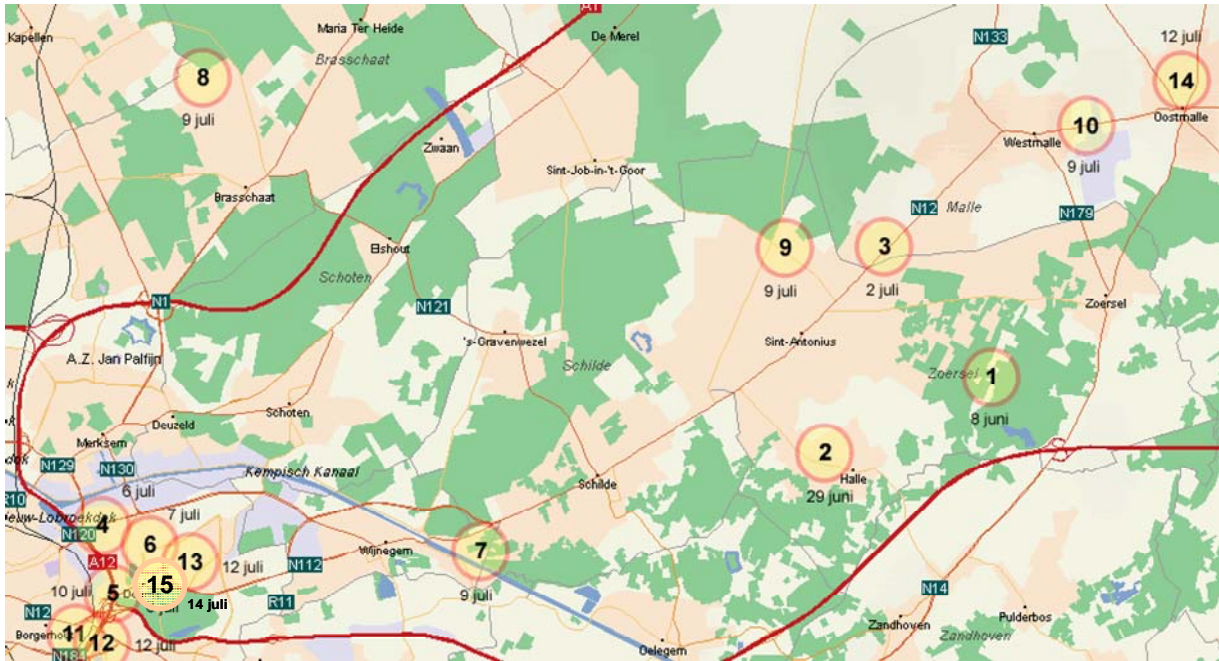 A1
Kapellen
Maria Ter Heide
De Merel
N133
12 juli
Brasschaat
8
14
9 juli
Oostmalle
10
Westmalle
Zwaan
9 juli
Sint-Job-in-'t-Goor
Brasschaat
N12
Malle
N179
Elshout
9
3
Schoten
9 juli
2 juli
N1
N121
Zoersel
's-Gravenwezel
Sint-Antonius
A.Z. Jan Palfijn
Schilde
Zoersel
1
Schoten
8 juni
Deuzeld
Merksem
2
N129
N130
Kempisch Kanaal
Halle
Schilde
6 juli
29 juni
R10
7 juli
4
N120
6
Wijnegem
7
A12
13
12 juli
N112
15
10 juli
5
9 juli
14 juli
R11
N14
N12
Pulderbos
11
12
12 juli
Zandhoven
Zandhoven
Oelegem
N184